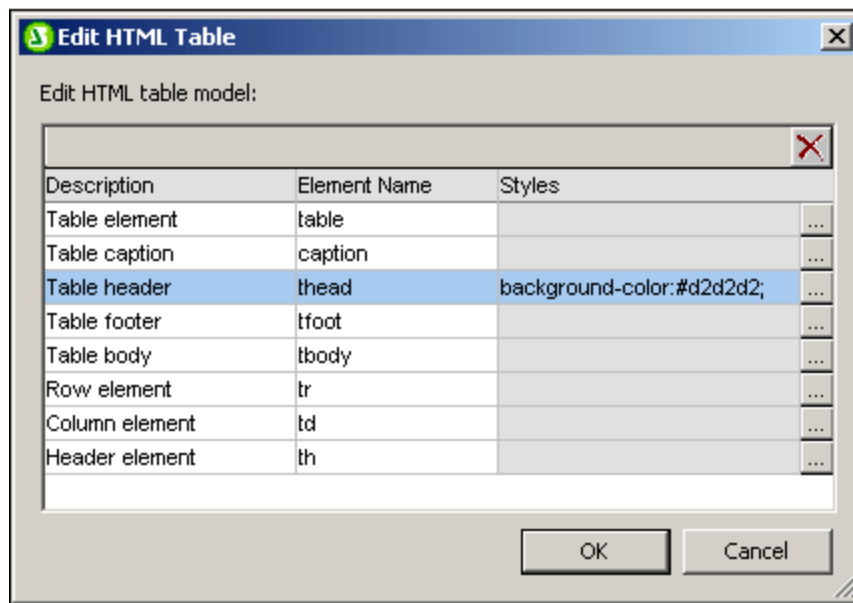 Edit HTML Table
Edit HTML table model:
Description Element Name Styles
Table element table ...
Table caption caption ...
Table header thead background-color:#d2d2d2; ...
Table footer tfoot ...
Table body tbody ...
Row element tr ...
Column element td ...
Header element th ...
OK Cancel